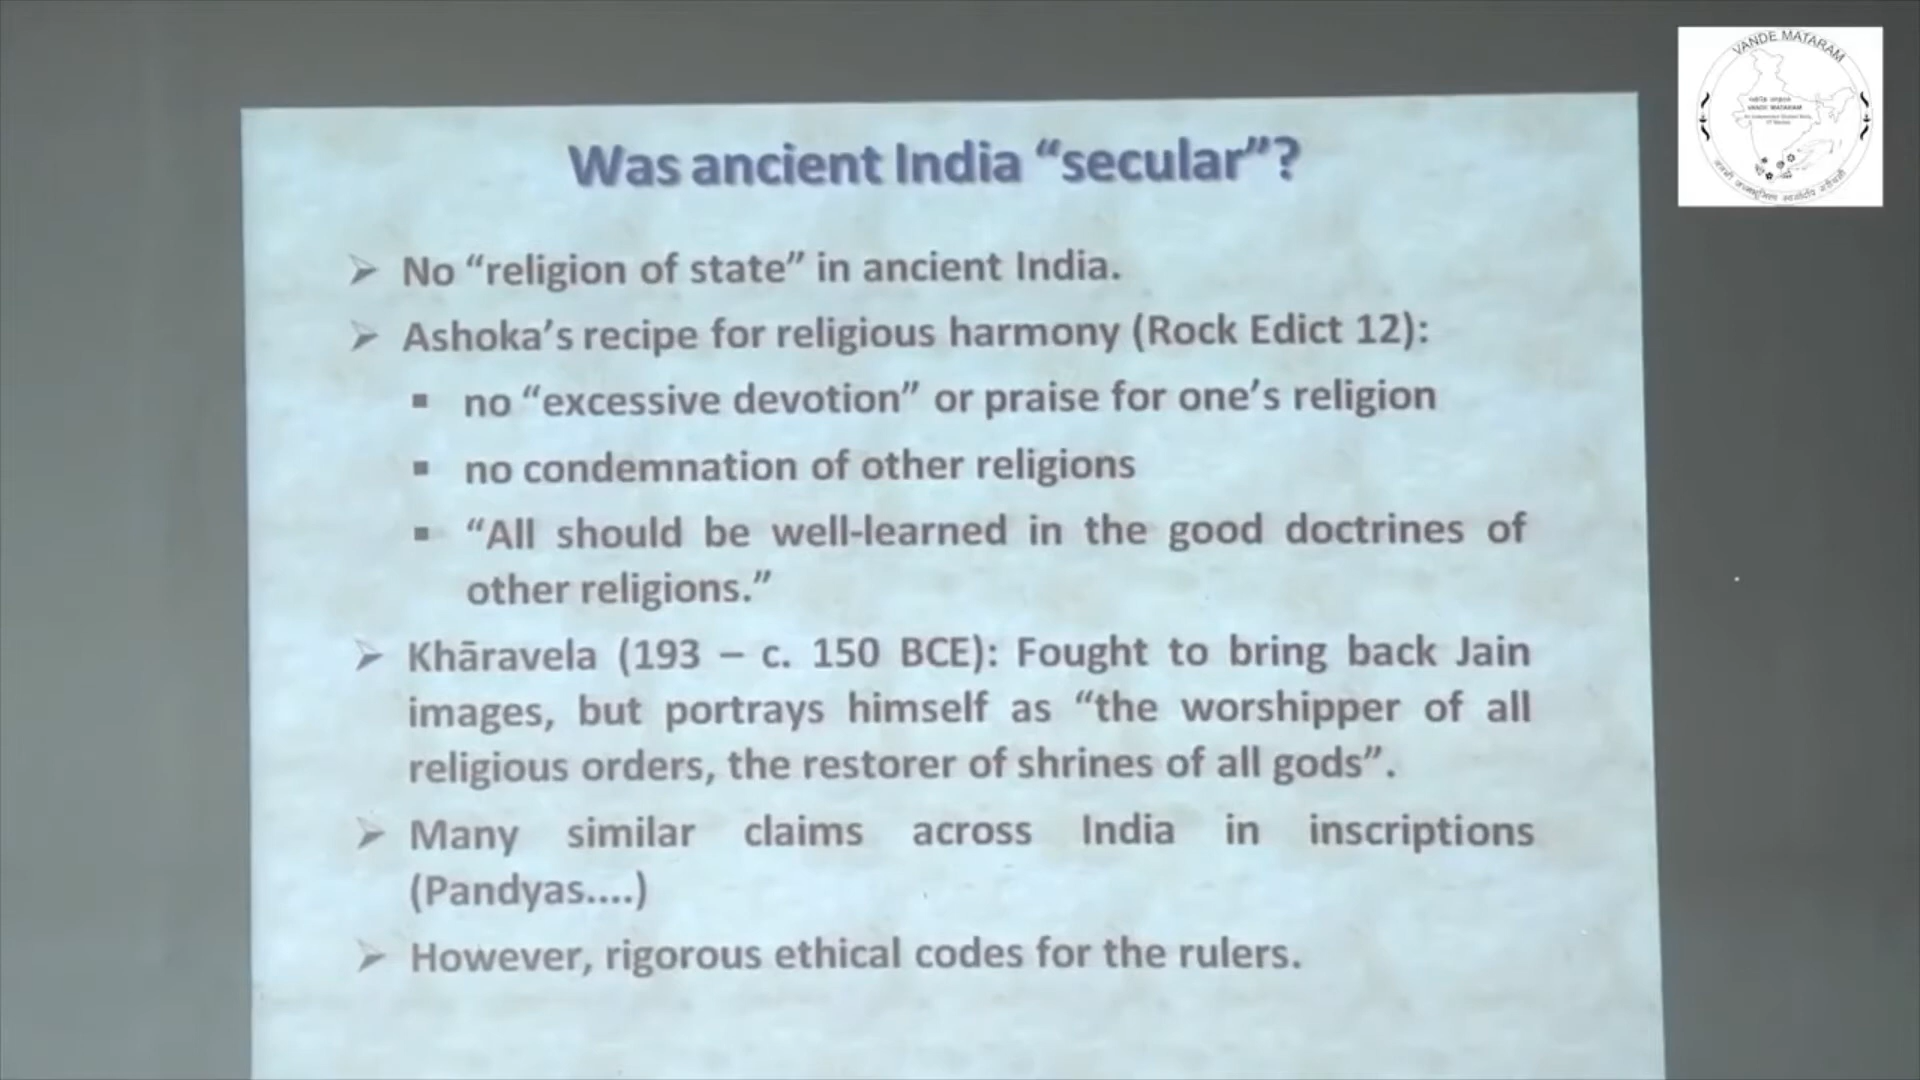 VANDE MATARAM
VANDE MATARAM
Was ancient India “secular”?
➤ No “religion of state” in ancient India.
➤ Ashoka’s recipe for religious harmony (Rock Edict 12):
▪ no “excessive devotion” or praise for one’s religion
▪ no condemnation of other religions
▪ “All should be well-learned in the good doctrines of
other religions.”
➤ Khāravela (193 – c. 150 BCE): Fought to bring back Jain
images, but portrays himself as “the worshipper of all
religious orders, the restorer of shrines of all gods”.
➤ Many similar claims across India in inscriptions
(Pandyas....)
➤ However, rigorous ethical codes for the rulers.